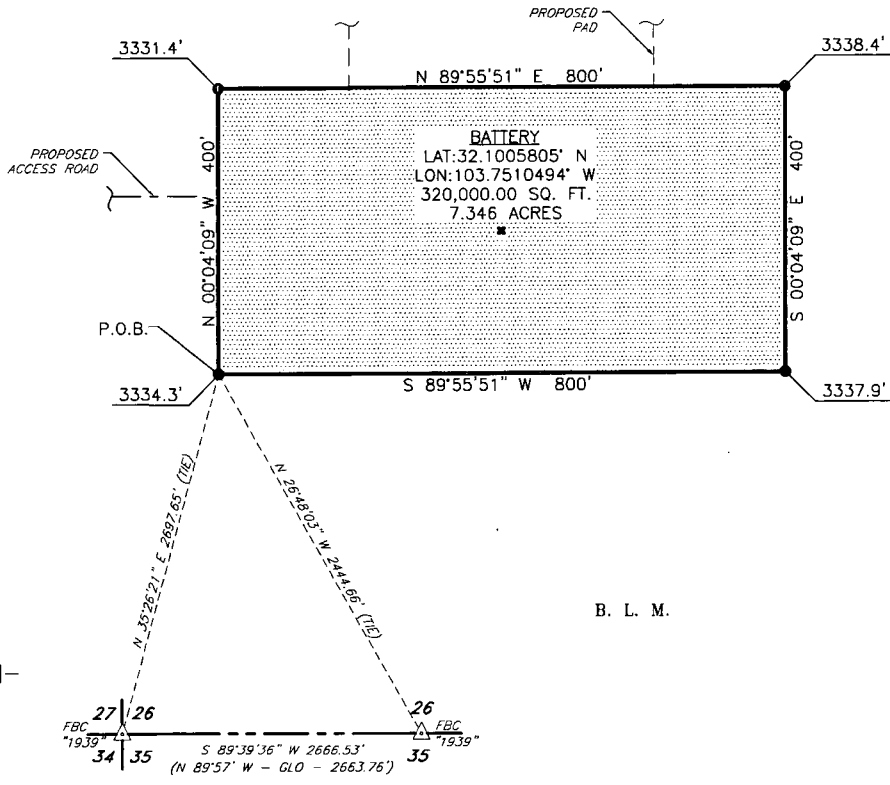 PROPOSED
PAD
3331.4'
3338.4'
N 89°55'51" E 800'
PROPOSED
ACCESS ROAD
N 00°04'09" W 400'
BATTERY
LAT:32.1005805° N
LON:103.7510494° W
320,000.00 SQ. FT.
7.346 ACRES
S 00°04'09" E 400'
P.O.B.
3334.3'
S 89°55'51" W 800'
3337.9'
N 35°26'21" E 2697.65' (TIE)
N 26°48'03" W 2444.66' (TIE)
B. L. M.
27 26
FBC
"1939"
34 35
S 89°39'36" W 2666.53'
(N 89°57' W - GLO - 2663.76')
26
FBC
"1939"
35